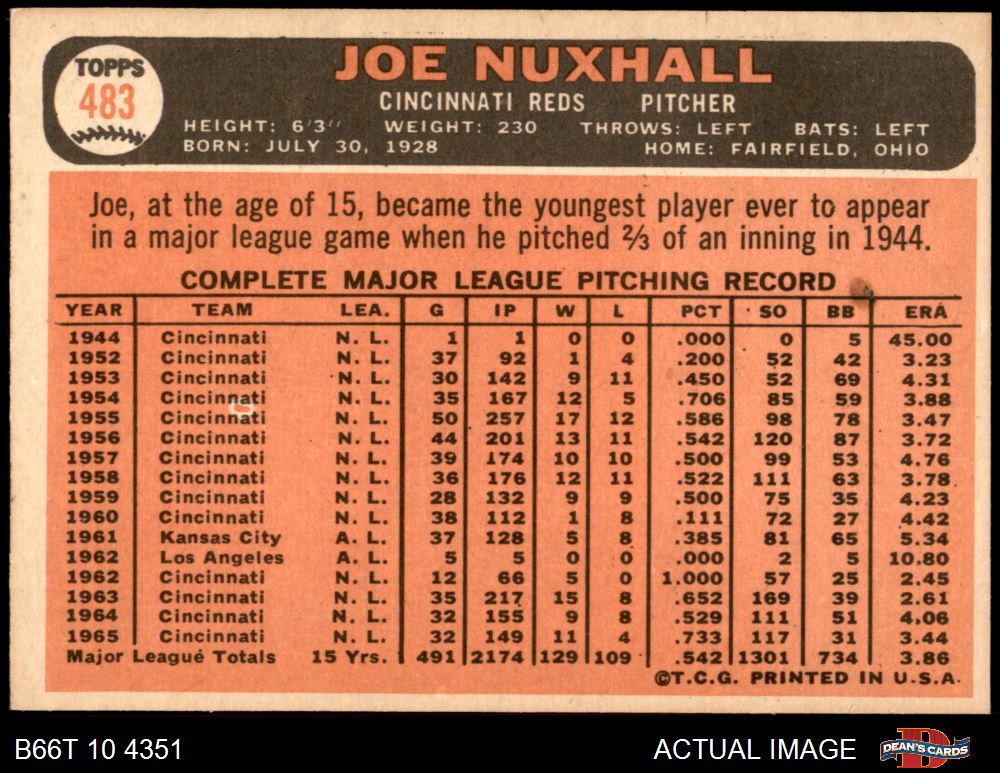 TOPPS
483
JOE NUXHALL
CINCINNATI REDS PITCHER
HEIGHT: 6'3" WEIGHT: 230 THROWS: LEFT BATS: LEFT
BORN: JULY 30, 1928 HOME: FAIRFIELD, OHIO
Joe, at the age of 15, became the youngest player ever to appear
in a major league game when he pitched ⅔ of an inning in 1944.
COMPLETE MAJOR LEAGUE PITCHING RECORD
YEAR TEAM LEA. G IP W L PCT SO BB ERA
1944 Cincinnati N. L. 1 1 0 0 .000 0 5 45.00
1952 Cincinnati N. L. 37 92 1 4 .200 52 42 3.23
1953 Cincinnati N. L. 30 142 9 11 .450 52 69 4.31
1954 Cincinnati N. L. 35 167 12 5 .706 85 59 3.88
1955 Cincinnati N. L. 50 257 17 12 .586 98 78 3.47
1956 Cincinnati N. L. 44 201 13 11 .542 120 87 3.72
1957 Cincinnati N. L. 39 174 10 10 .500 99 53 4.76
1958 Cincinnati N. L. 36 176 12 11 .522 111 63 3.78
1959 Cincinnati N. L. 28 132 9 9 .500 75 35 4.23
1960 Cincinnati N. L. 38 112 1 8 .111 72 27 4.42
1961 Kansas City A. L. 37 128 5 8 .385 81 65 5.34
1962 Los Angeles A. L. 5 5 0 0 .000 2 5 10.80
1962 Cincinnati N. L. 12 66 5 0 1.000 57 25 2.45
1963 Cincinnati N. L. 35 217 15 8 .652 169 39 2.61
1964 Cincinnati N. L. 32 155 9 8 .529 111 51 4.06
1965 Cincinnati N. L. 32 149 11 4 .733 117 31 3.44
Major League Totals 15 Yrs. 491 2174 129 109 .542 1301 734 3.86
©T.C.G. PRINTED IN U.S.A.
B66T 10 4351 ACTUAL IMAGE DEAN'S CARDS